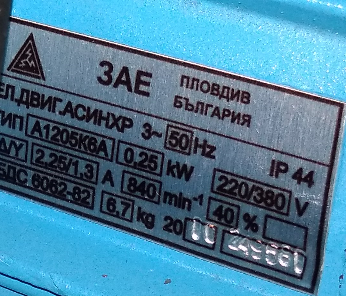 ЗАЕ ПЛОВДИВ
БЪЛГАРИЯ
ЕЛ.ДВИГ.АСИНХР 3~ 50 Hz IP 44
ТИП А1205К6А 0,25 kW 220/380 V
Δ/Y 2,25/1,3 A 840 min⁻¹ 40 %
БДС 6062-62 6,7 kg 20